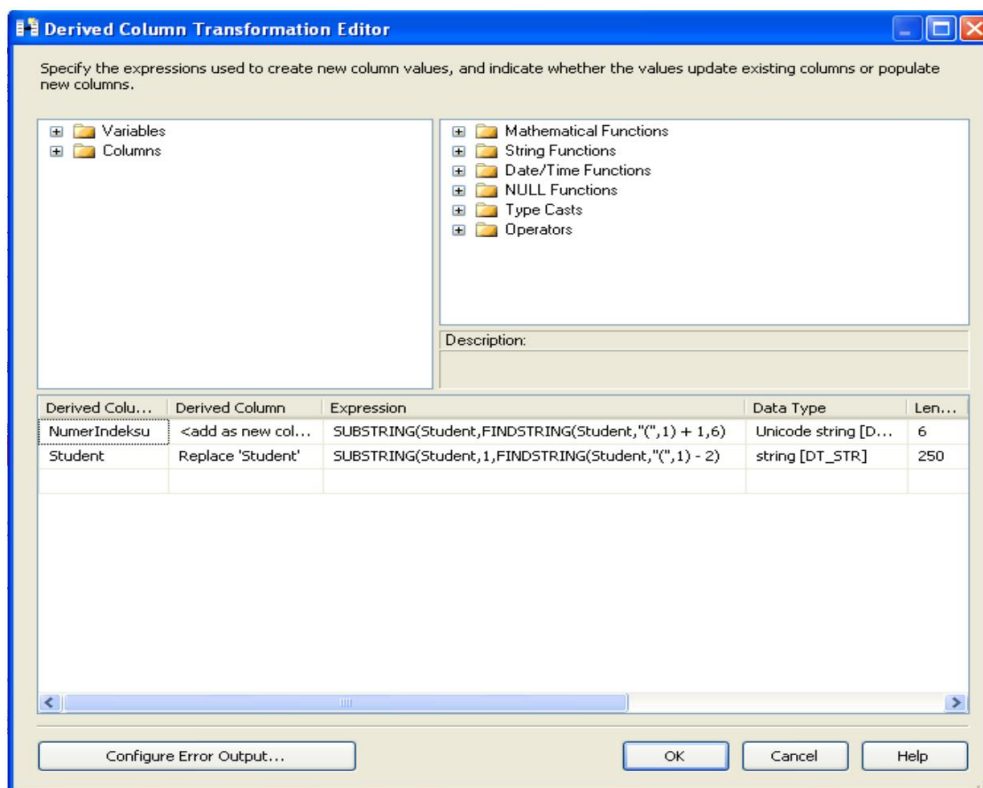 Derived Column Transformation Editor
Specify the expressions used to create new column values, and indicate whether the values update existing columns or populate
new columns.
Variables
Columns
Mathematical Functions
String Functions
Date/Time Functions
NULL Functions
Type Casts
Operators
Description:
Derived Colu... Derived Column Expression Data Type Len...
NumerIndeksu <add as new col... SUBSTRING(Student,FINDSTRING(Student,"(",1) + 1,6) Unicode string [D... 6
Student Replace 'Student' SUBSTRING(Student,1,FINDSTRING(Student,"(",1) - 2) string [DT_STR] 250
Configure Error Output... OK Cancel Help